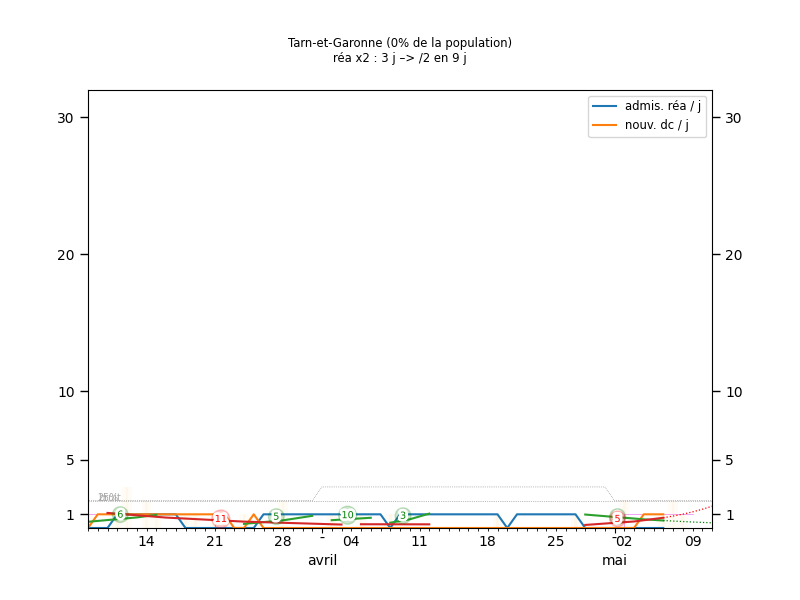 Tarn-et-Garonne (0% de la population)
réa x2 : 3 j –> /2 en 9 j
admis. réa / j
nouv. dc / j
30 30
20 20
10 10
5 5
1 1
6 11 5 10 3 5
14 21 28 - 04 11 18 25 02 09
avril mai